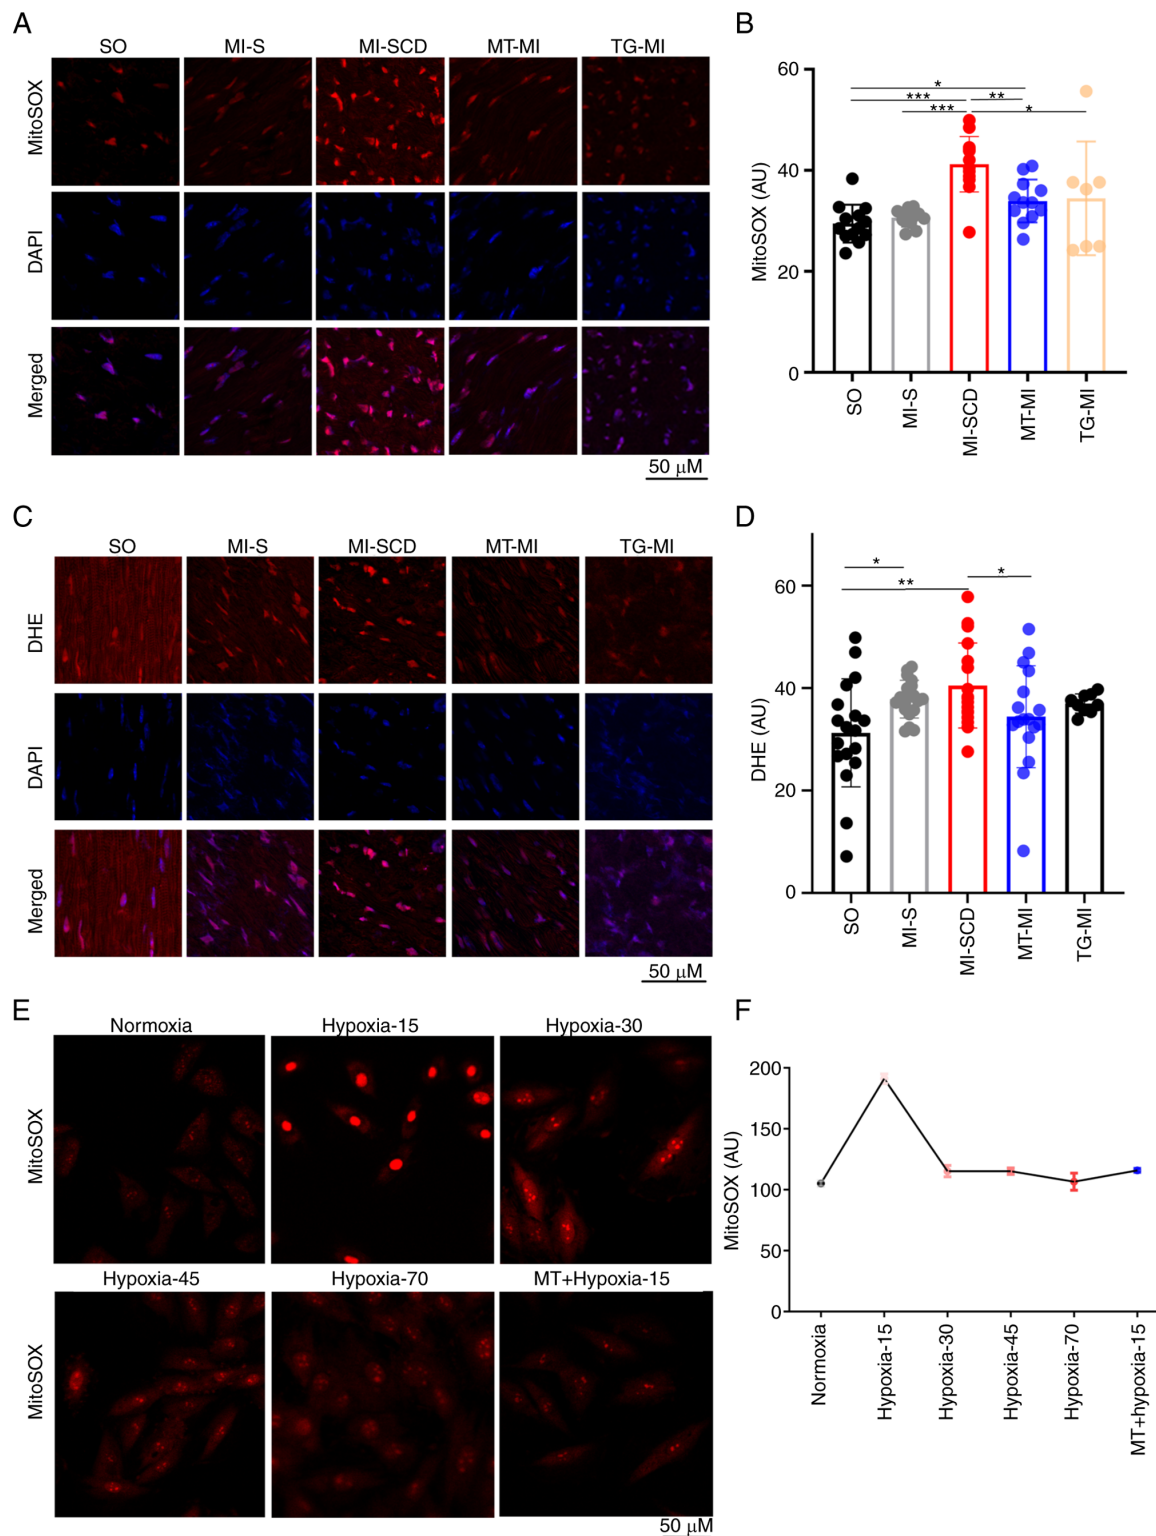 A
SO MI-S MI-SCD MT-MI TG-MI
MitoSOX
DAPI
Merged
50 µM
B
MitoSOX (AU)
60
40
20
0
* 
*** **
*** *
SO MI-S MI-SCD MT-MI TG-MI
C
SO MI-S MI-SCD MT-MI TG-MI
DHE
DAPI
Merged
50 µM
D
DHE (AU)
60
40
20
0
* *
**
SO MI-S MI-SCD MT-MI TG-MI
E
Normoxia Hypoxia-15 Hypoxia-30
MitoSOX
Hypoxia-45 Hypoxia-70 MT+Hypoxia-15
MitoSOX
50 µM
F
MitoSOX (AU)
200
150
100
50
0
Normoxia Hypoxia-15 Hypoxia-30 Hypoxia-45 Hypoxia-70 MT+hypoxia-15